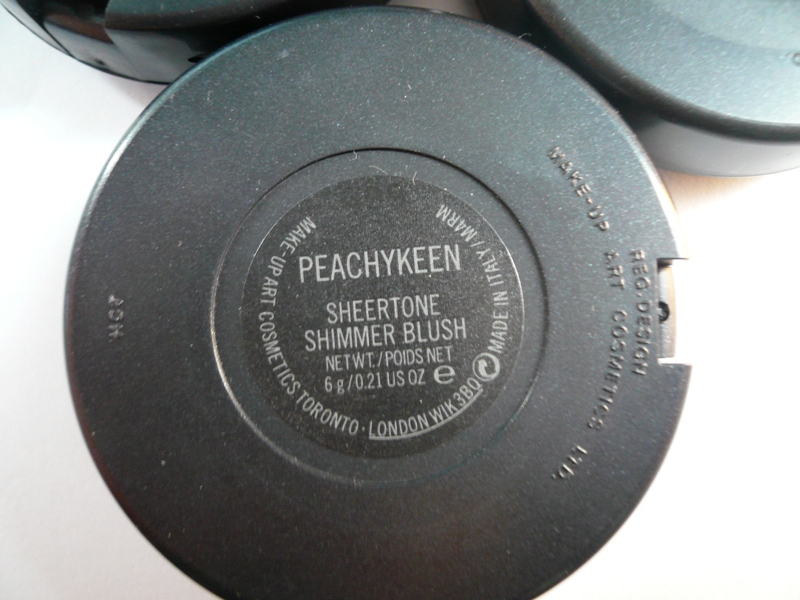 PEACHYKEEN
SHEERTONE
SHIMMER BLUSH
NET WT./POIDS NET
6 g/0.21 US OZ e
MAKE-UP ART COSMETICS TORONTO · LONDON W1K 3BQ
MADE IN ITALY / M4RM
MAKE-UP ART COSMETICS Ltd.
REG. DESIGN